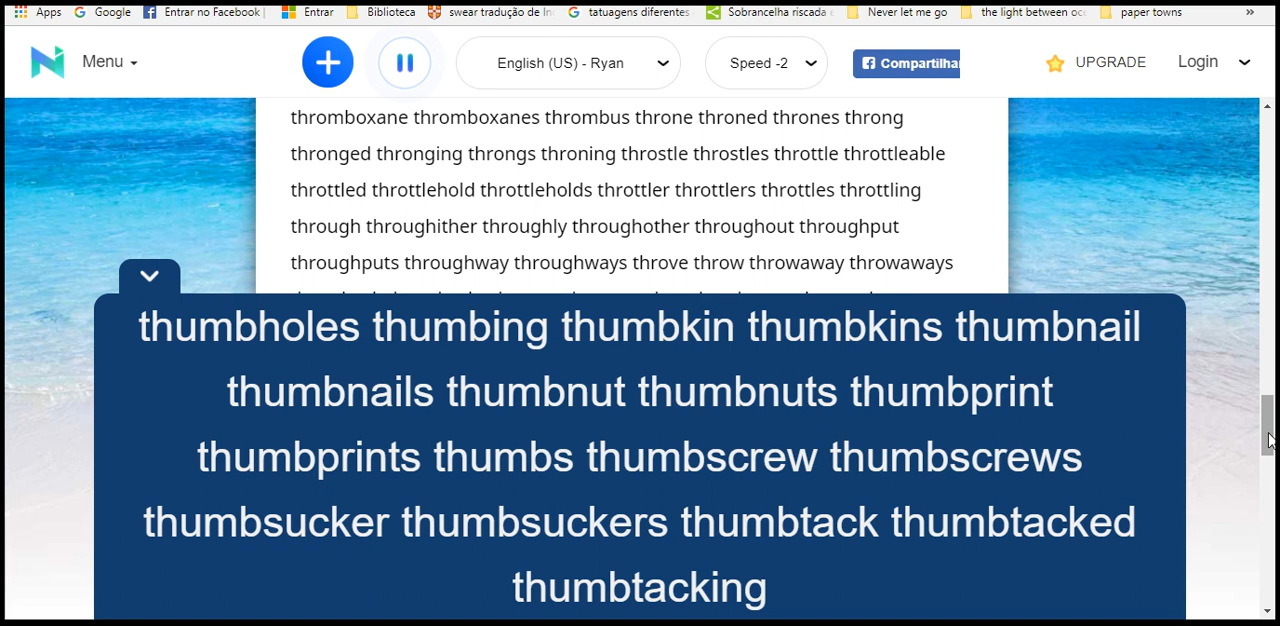 Apps Google Entrar no Facebook Entrar Biblioteca swear tradução de In tatuagens diferentes Sobrancelha riscada Never let me go the light between oce paper towns »
Menu English (US) - Ryan Speed -2 Compartilha UPGRADE Login
thromboxane thromboxanes thrombus throne throned thrones throng
thronged thronging throngs throning throstle throstles throttle throttleable
throttled throttlehold throttleholds throttler throttlers throttles throttling
through throughither throughly throughother throughout throughput
throughputs throughway throughways throve throw throwaway throwaways
thumbholes thumbing thumbkin thumbkins thumbnail
thumbnails thumbnut thumbnuts thumbprint
thumbprints thumbs thumbscrew thumbscrews
thumbsucker thumbsuckers thumbtack thumbtacked
thumbtacking